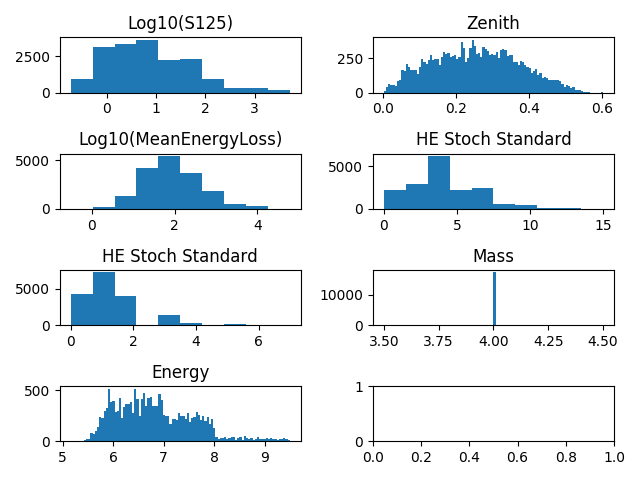 Log10(S125)
2500
0
0 1 2 3
Zenith
250
0
0.0 0.2 0.4 0.6
Log10(MeanEnergyLoss)
5000
0
0 2 4
HE Stoch Standard
5000
0
0 5 10 15
HE Stoch Standard
5000
0
0 2 4 6
Mass
10000
0
3.50 3.75 4.00 4.25 4.50
Energy
500
0
5 6 7 8 9
1
0
0.0 0.2 0.4 0.6 0.8 1.0